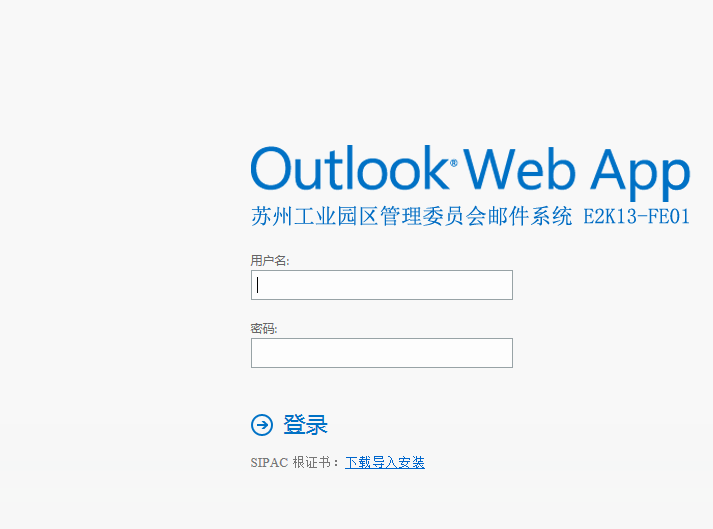 Outlook® Web App
苏州工业园区管理委员会邮件系统 E2K13-FE01
用户名:
密码:
登录
SIPAC 根证书：下载导入安装